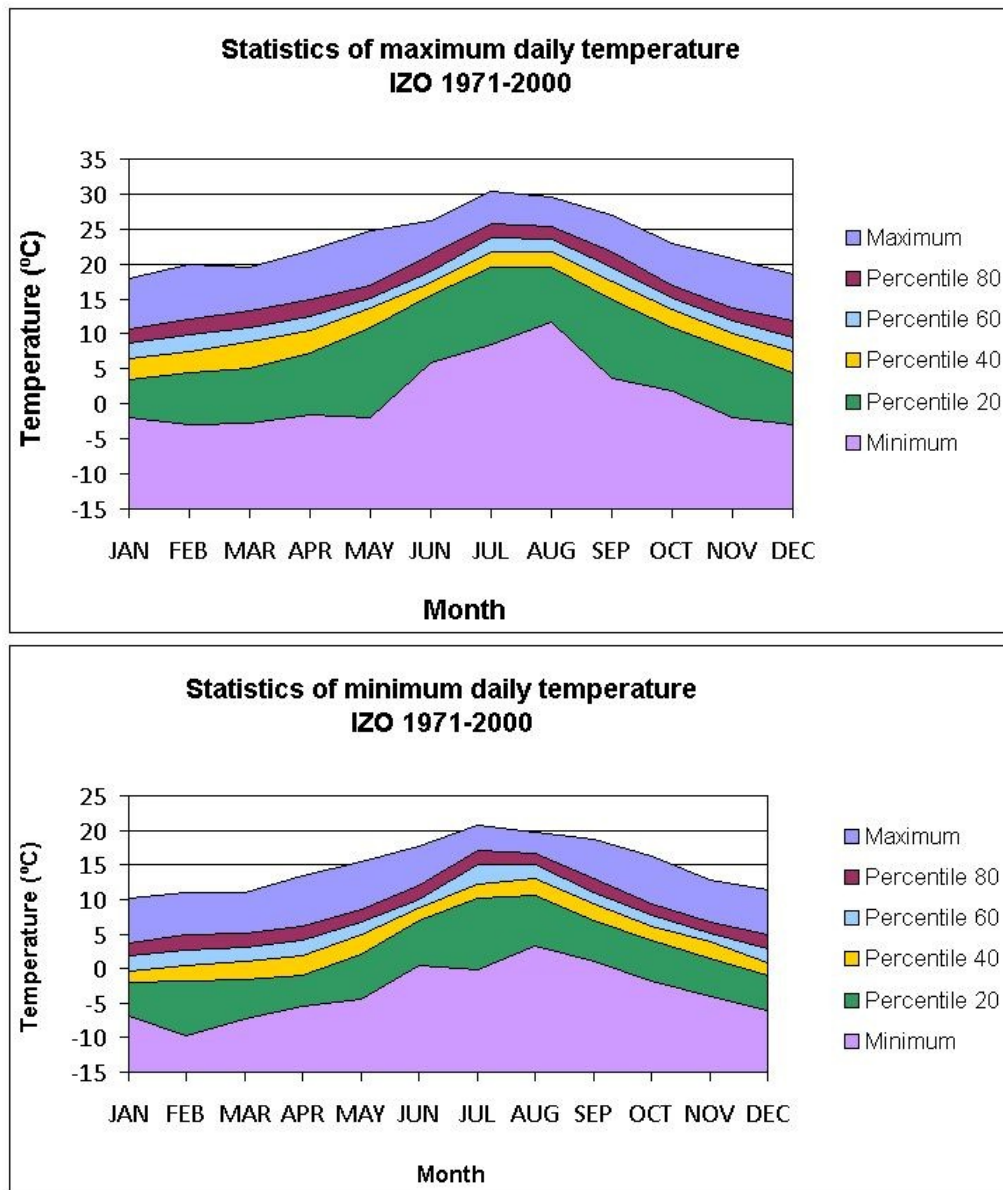 Statistics of maximum daily temperature
IZO 1971-2000
Temperature (ºC)
35
30
25
20
15
10
5
0
-5
-10
-15
JAN FEB MAR APR MAY JUN JUL AUG SEP OCT NOV DEC
Month
Maximum
Percentile 80
Percentile 60
Percentile 40
Percentile 20
Minimum
Statistics of minimum daily temperature
IZO 1971-2000
Temperature (ºC)
25
20
15
10
5
0
-5
-10
-15
JAN FEB MAR APR MAY JUN JUL AUG SEP OCT NOV DEC
Month
Maximum
Percentile 80
Percentile 60
Percentile 40
Percentile 20
Minimum